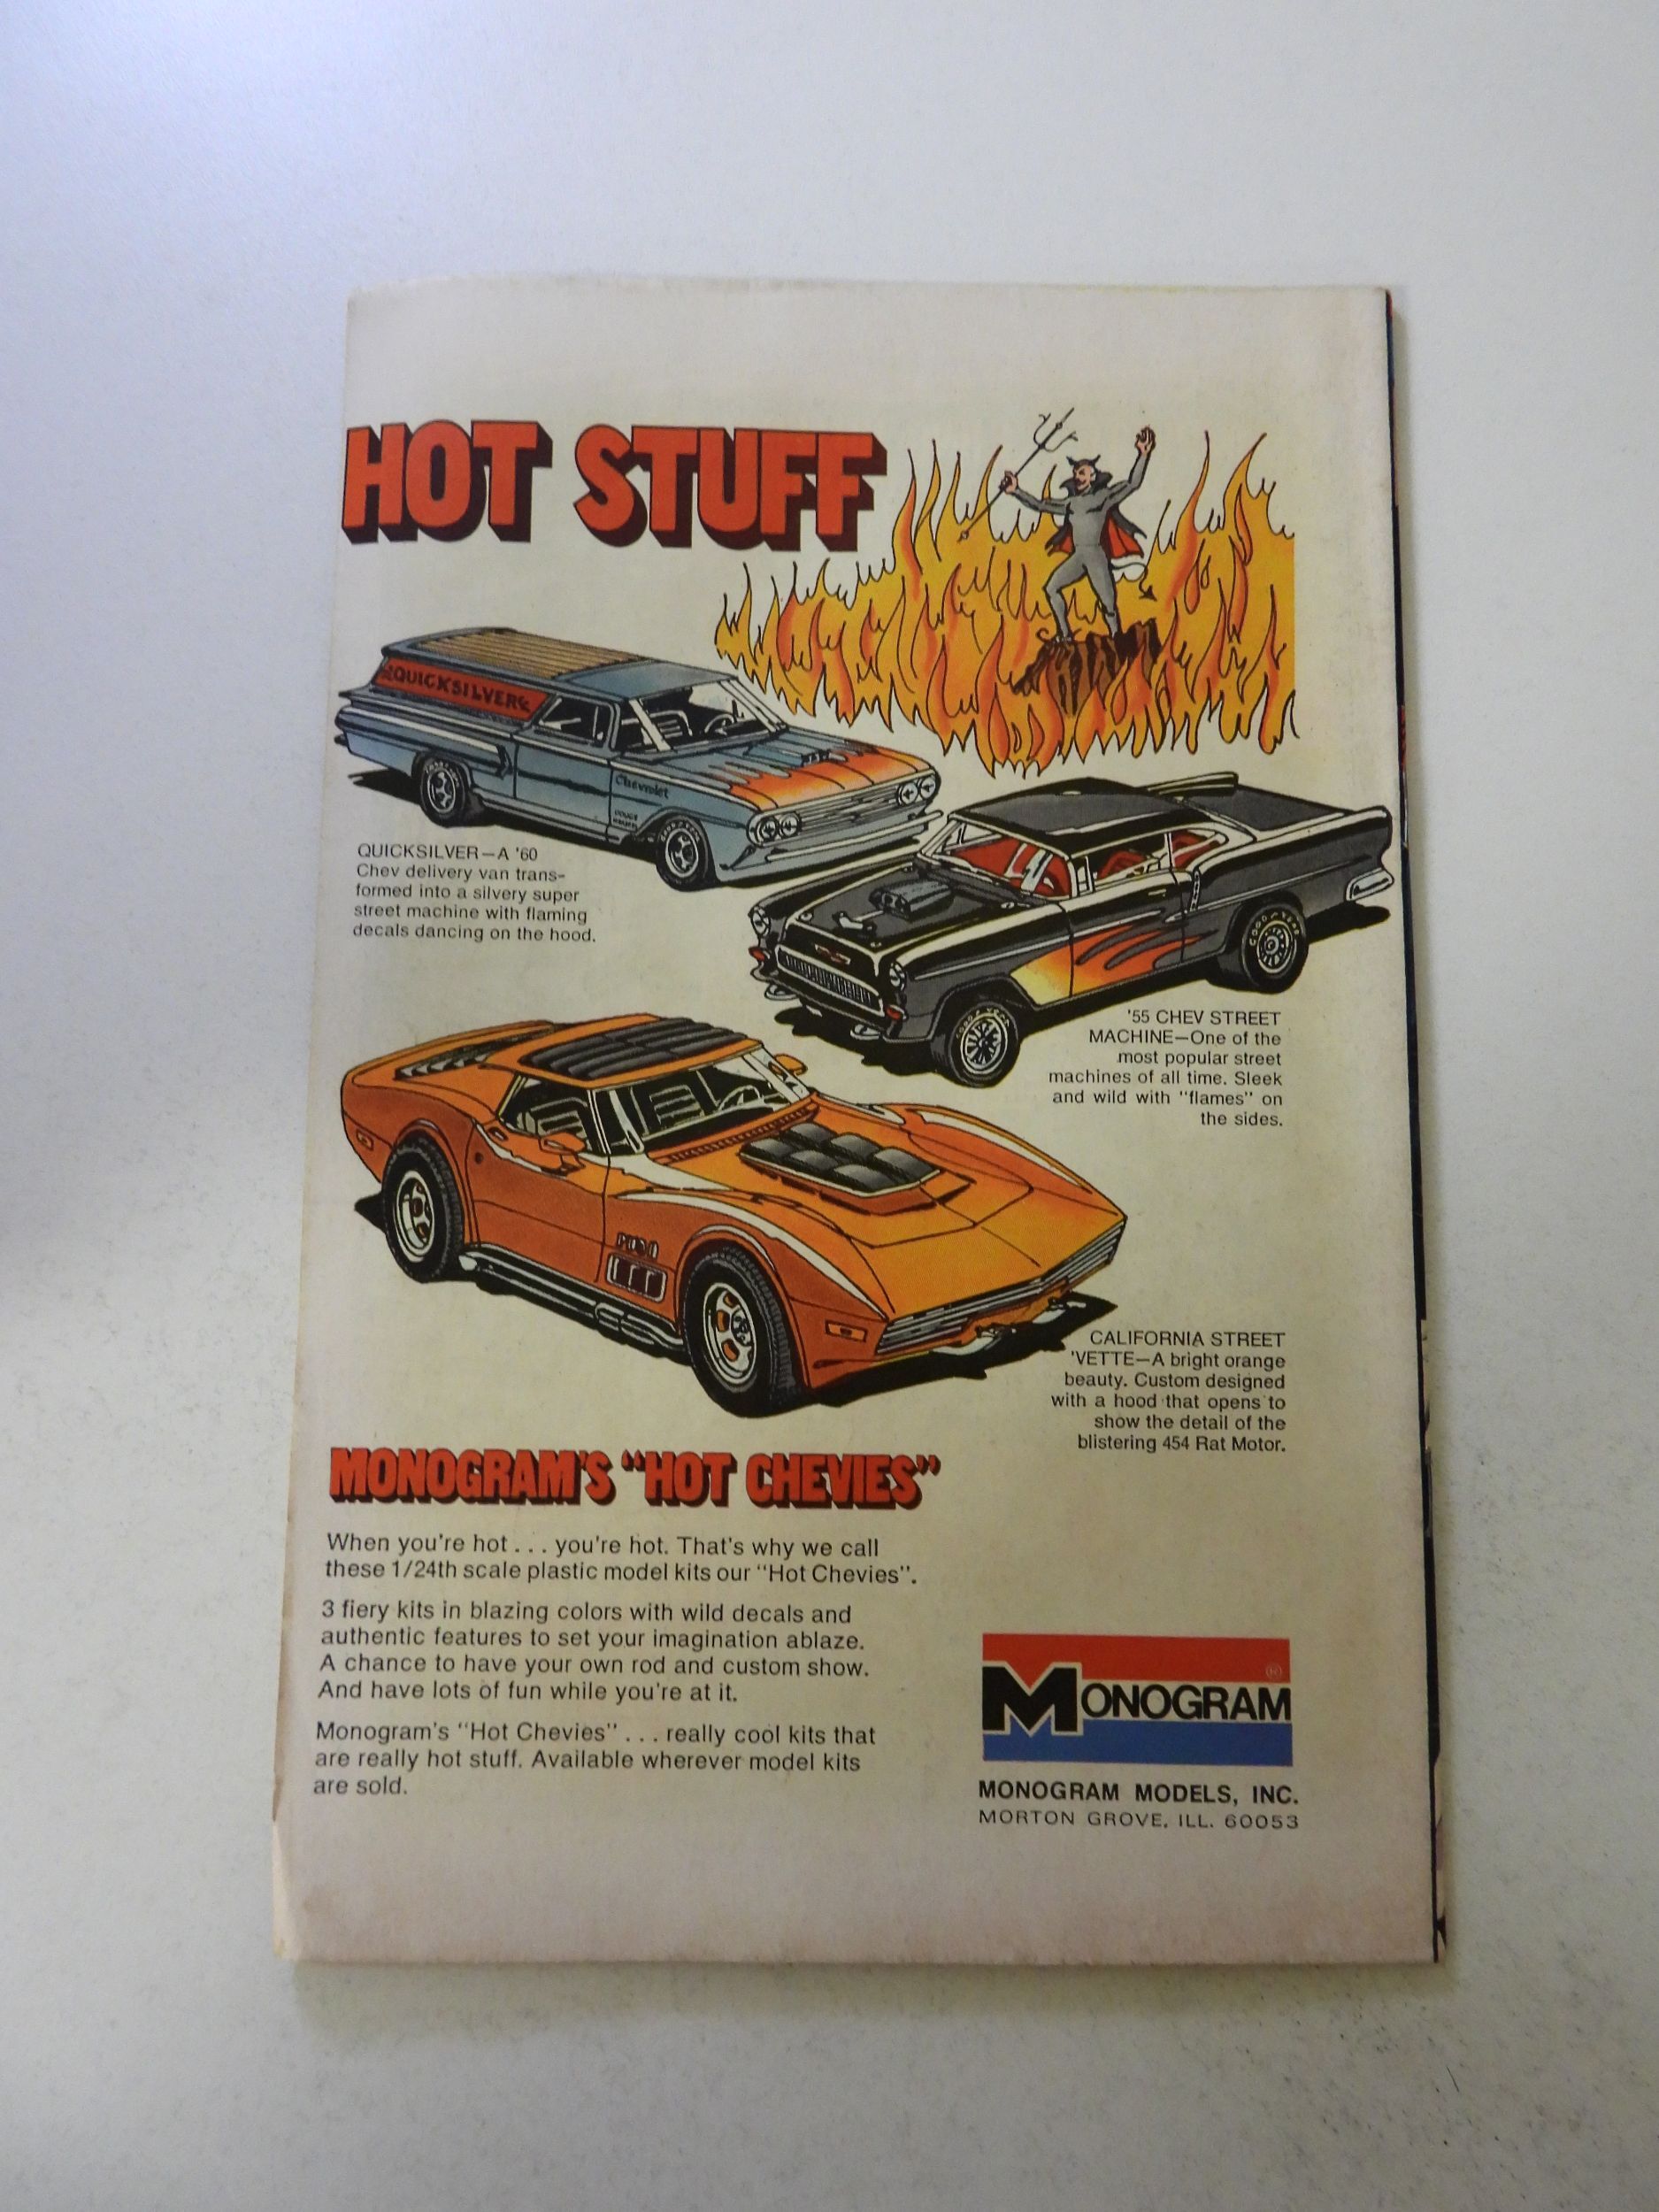 HOT STUFF
QUICKSILVER
Chevrolet
QUICKSILVER—A '60
Chev delivery van trans-
formed into a silvery super
street machine with flaming
decals dancing on the hood.
'55 CHEV STREET
MACHINE—One of the
most popular street
machines of all time. Sleek
and wild with "flames" on
the sides.
CALIFORNIA STREET
'VETTE—A bright orange
beauty. Custom designed
with a hood that opens to
show the detail of the
blistering 454 Rat Motor.
MONOGRAM'S "HOT CHEVIES"
When you're hot . . . you're hot. That's why we call
these 1/24th scale plastic model kits our "Hot Chevies".
3 fiery kits in blazing colors with wild decals and
authentic features to set your imagination ablaze.
A chance to have your own rod and custom show.
And have lots of fun while you're at it.
Monogram's "Hot Chevies" . . . really cool kits that
are really hot stuff. Available wherever model kits
are sold.
®
MONOGRAM
MONOGRAM MODELS, INC.
MORTON GROVE, ILL. 60053